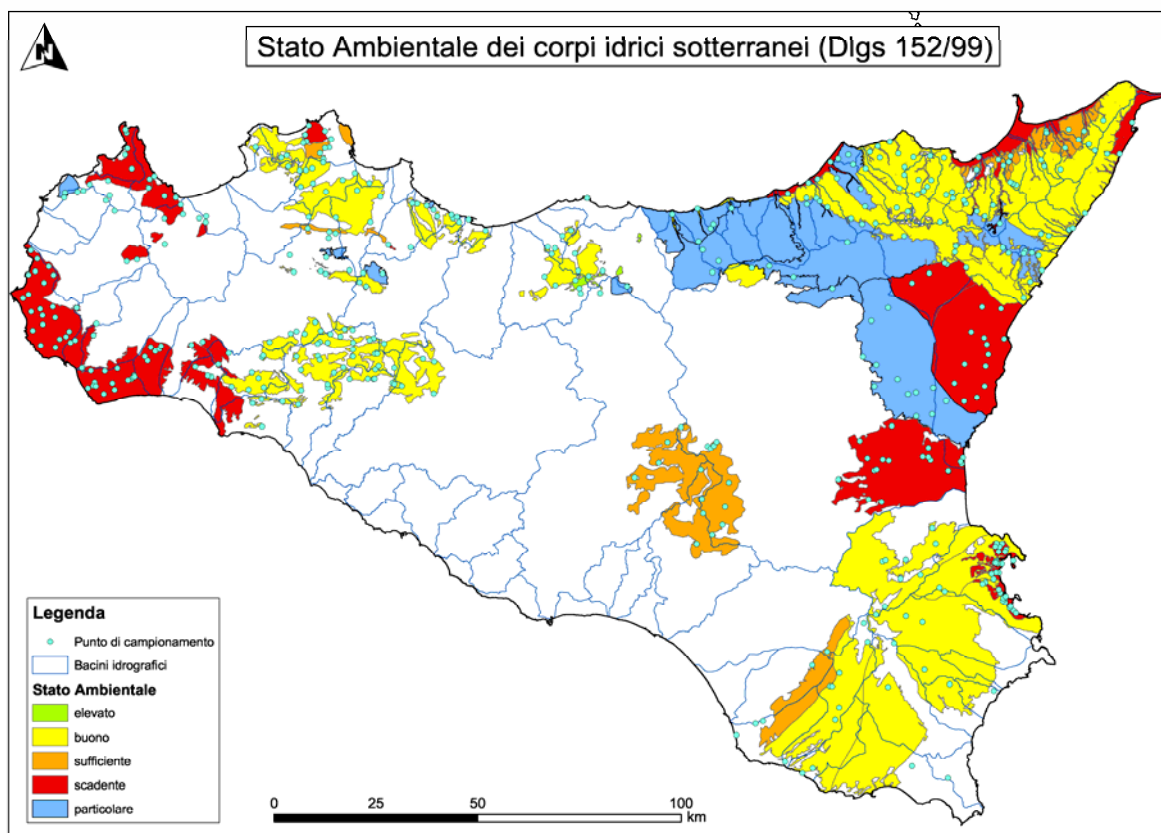 N
Stato Ambientale dei corpi idrici sotterranei (Dlgs 152/99)
Legenda
Punto di campionamento
Bacini idrografici
Stato Ambientale
elevato
buono
sufficiente
scadente
particolare
0 25 50 100
km